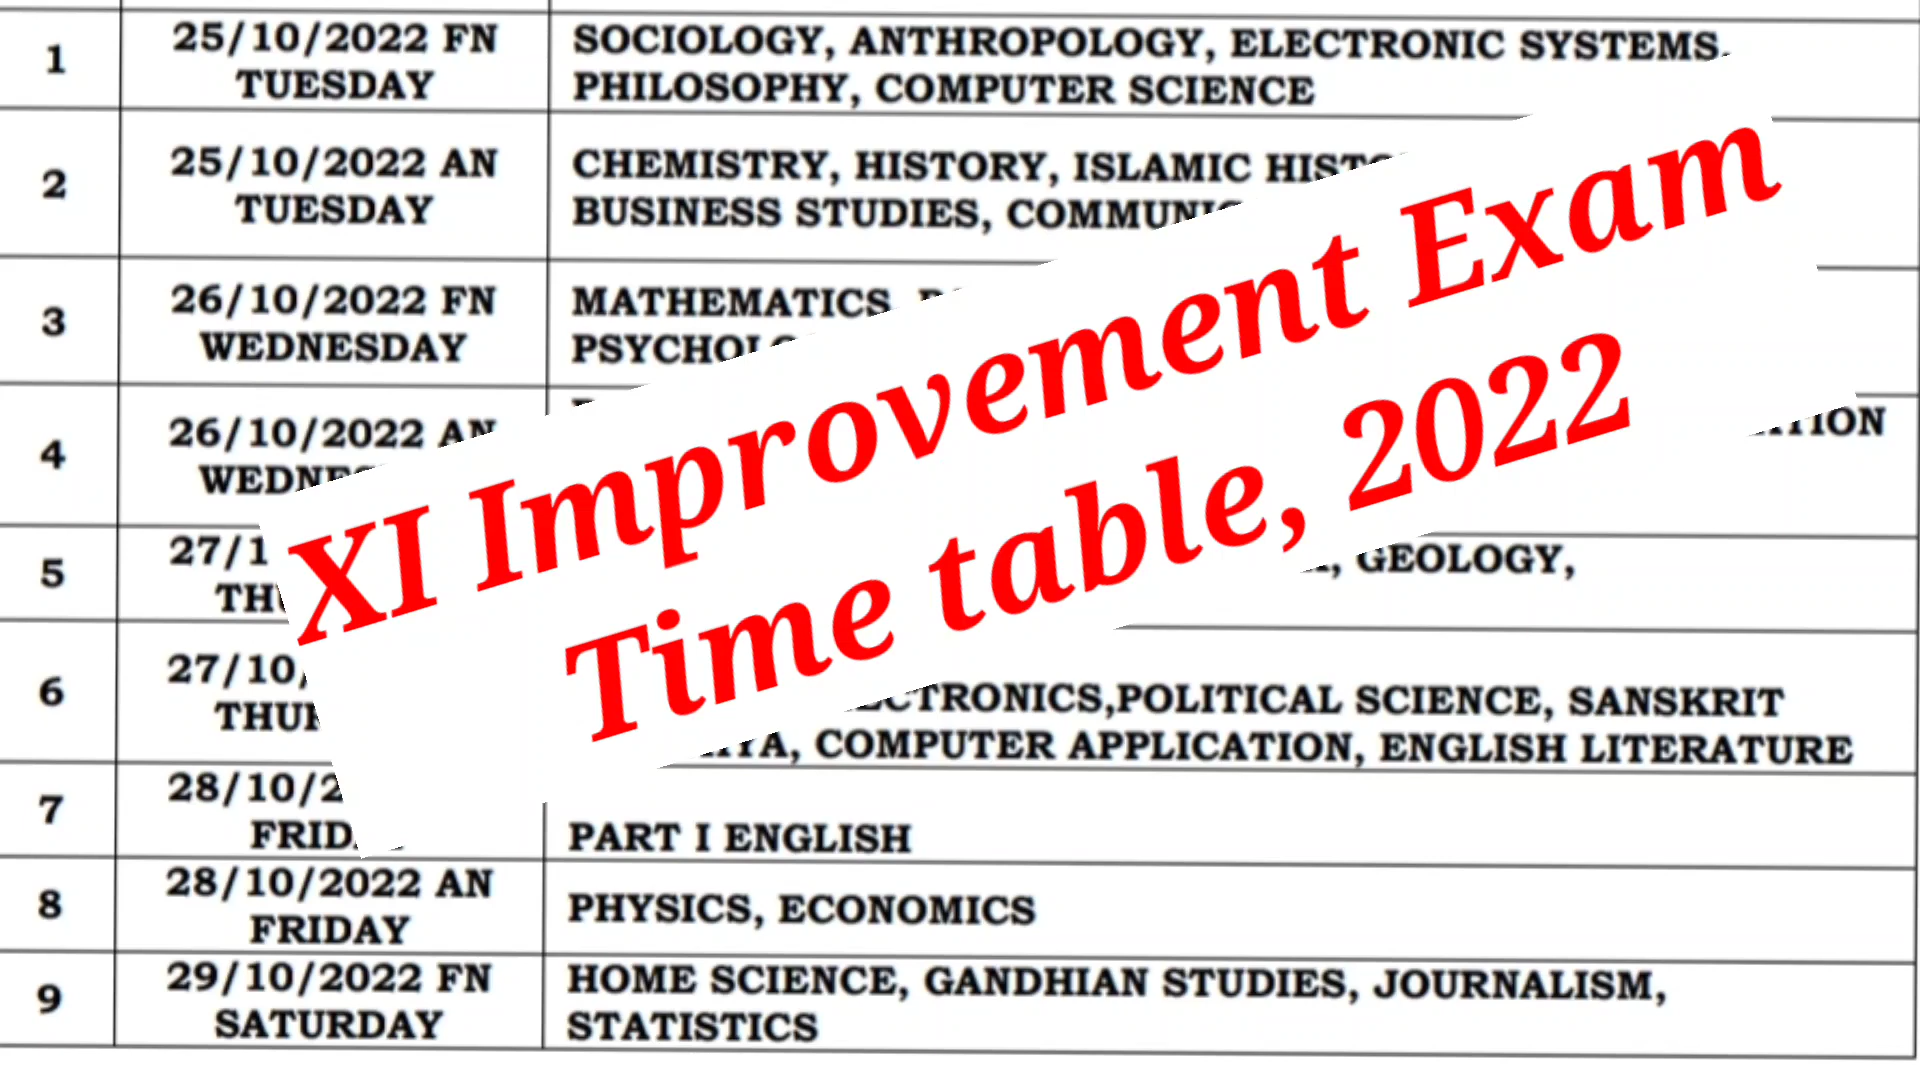 1
25/10/2022 FN
TUESDAY
SOCIOLOGY, ANTHROPOLOGY, ELECTRONIC SYSTEMS,
PHILOSOPHY, COMPUTER SCIENCE
2
25/10/2022 AN
TUESDAY
CHEMISTRY, HISTORY, ISLAMIC
BUSINESS STUDIES,
3
26/10/2022 FN
WEDNESDAY
MATHEMATICS,
4
26/10/2022 AN
5
GEOLOGY,
6
POLITICAL SCIENCE, SANSKRIT
COMPUTER APPLICATION, ENGLISH LITERATURE
7
PART I ENGLISH
8
28/10/2022 AN
FRIDAY
PHYSICS, ECONOMICS
9
29/10/2022 FN
SATURDAY
HOME SCIENCE, GANDHIAN STUDIES, JOURNALISM,
STATISTICS
XI Improvement Exam
Time table, 2022